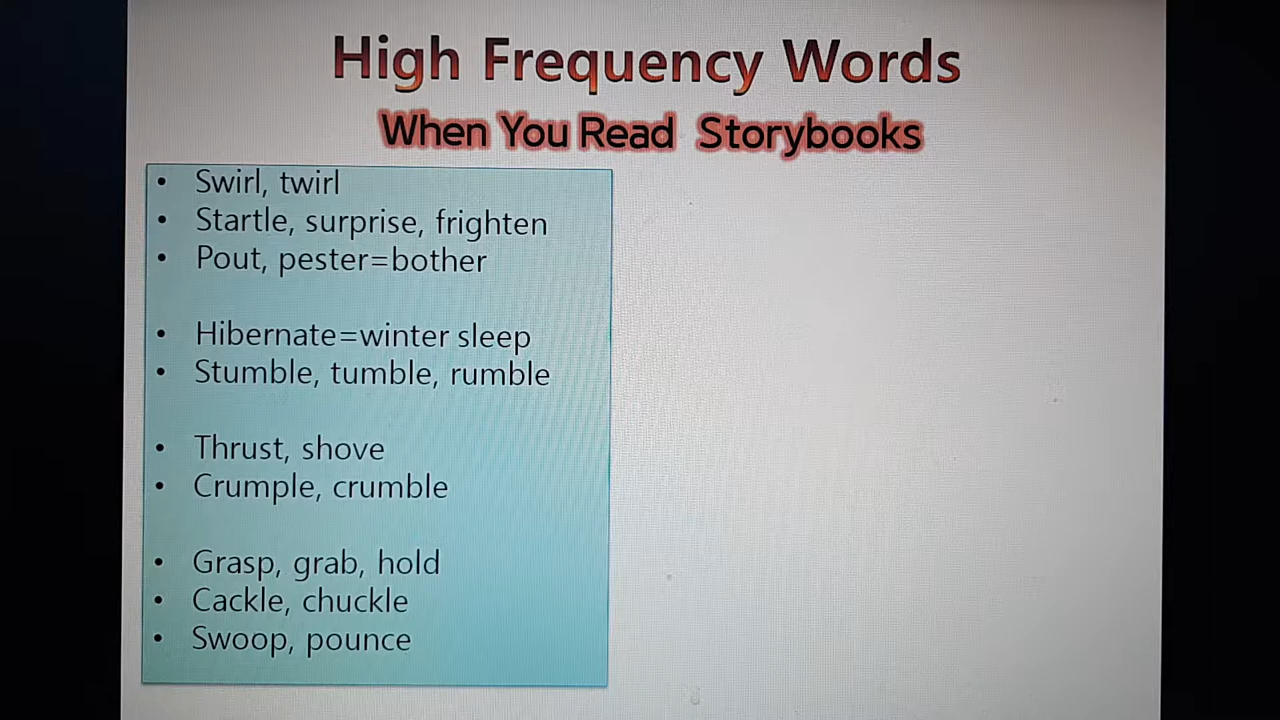 High Frequency Words
When You Read Storybooks
• Swirl, twirl
• Startle, surprise, frighten
• Pout, pester=bother
• Hibernate=winter sleep
• Stumble, tumble, rumble
• Thrust, shove
• Crumple, crumble
• Grasp, grab, hold
• Cackle, chuckle
• Swoop, pounce